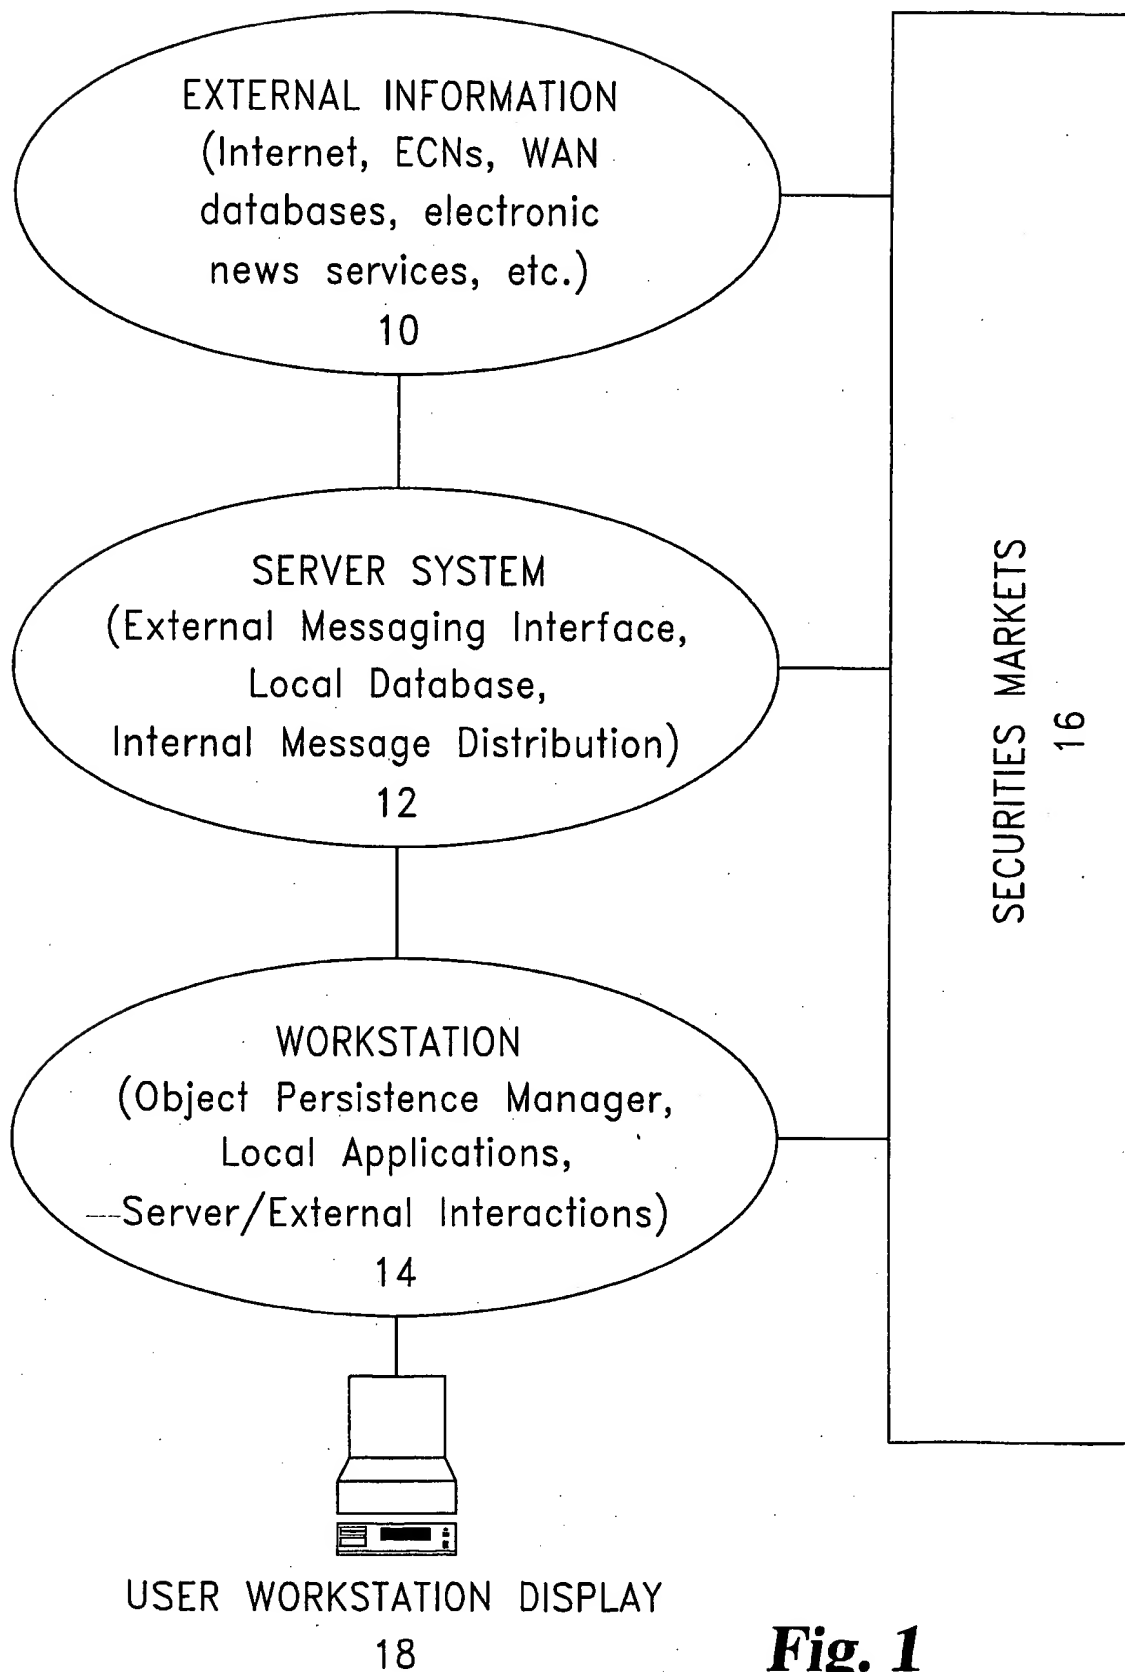 EXTERNAL INFORMATION
(Internet, ECNs, WAN
databases, electronic
news services, etc.)
10
SERVER SYSTEM
(External Messaging Interface,
Local Database,
Internal Message Distribution)
12
WORKSTATION
(Object Persistence Manager,
Local Applications,
Server/External Interactions)
14
SECURITIES MARKETS
16
USER WORKSTATION DISPLAY
18
Fig. 1